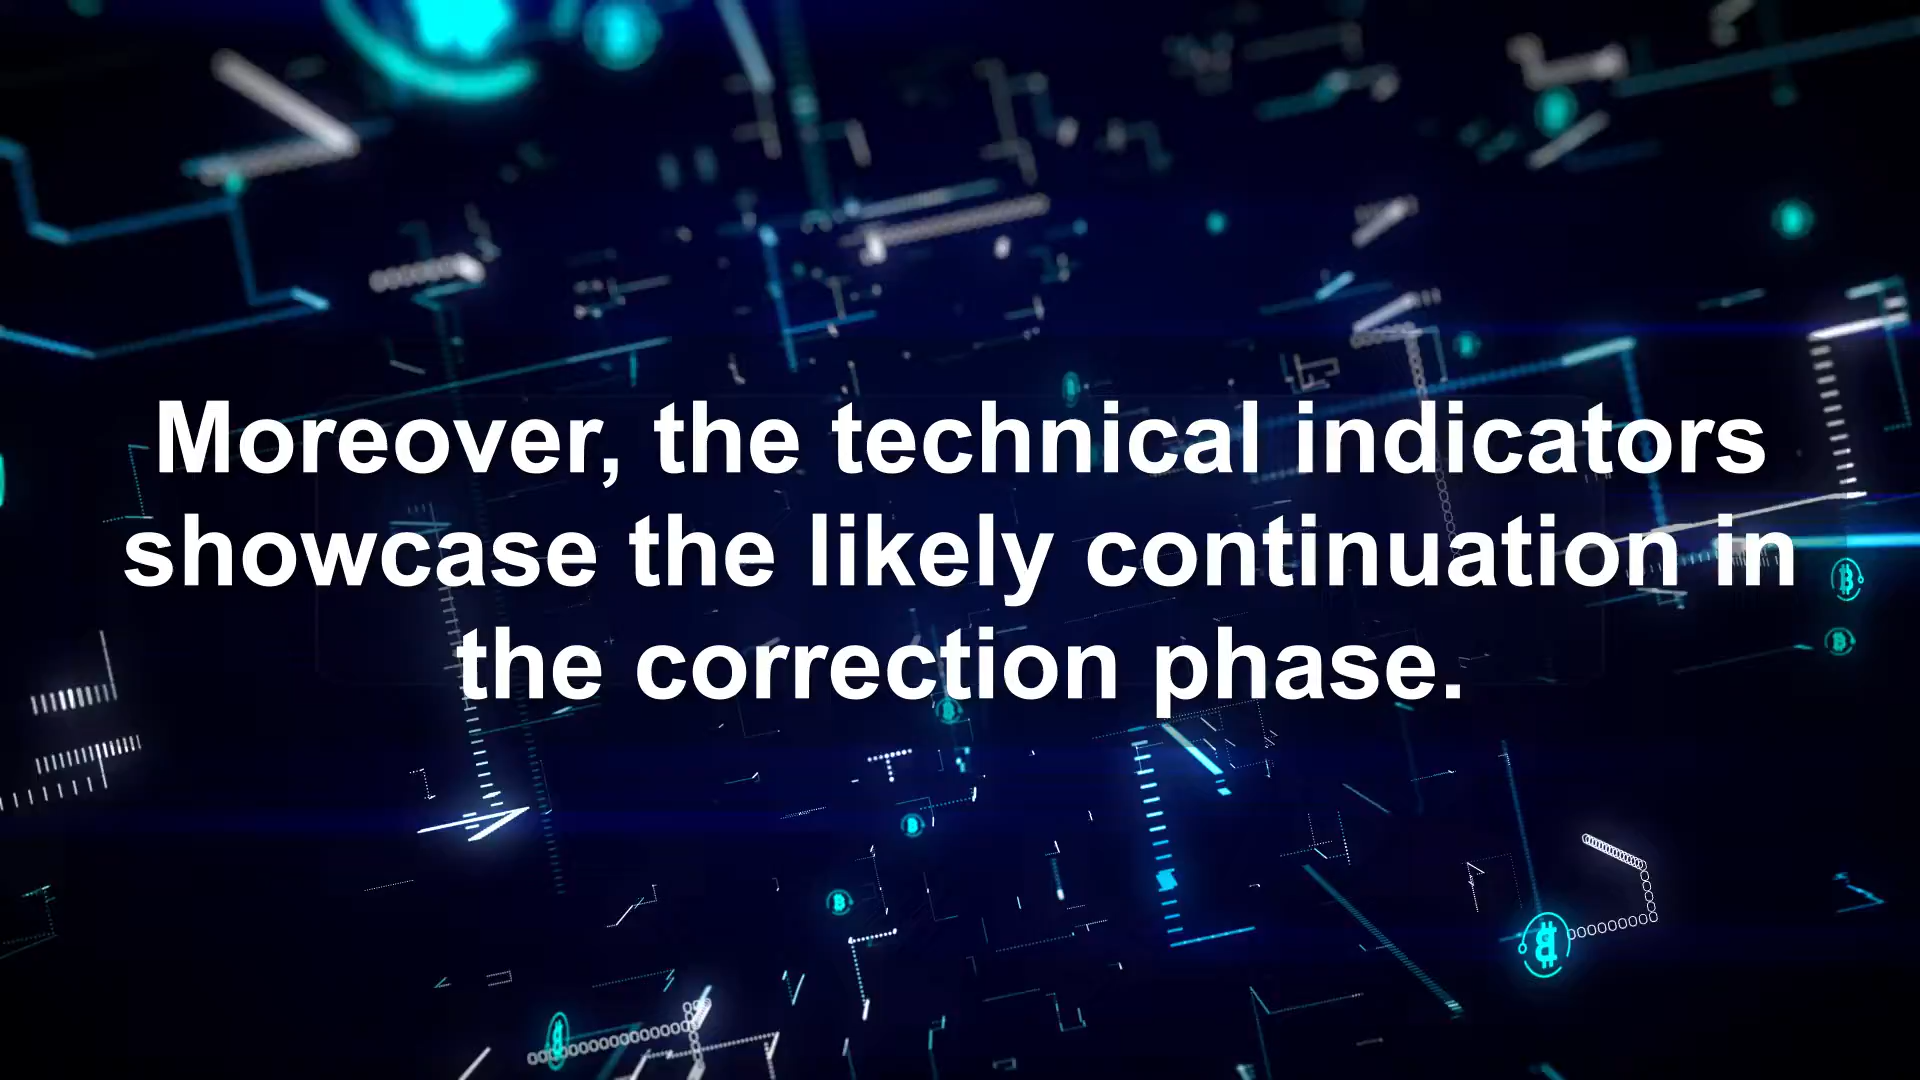 Moreover, the technical indicators
showcase the likely continuation in
the correction phase.